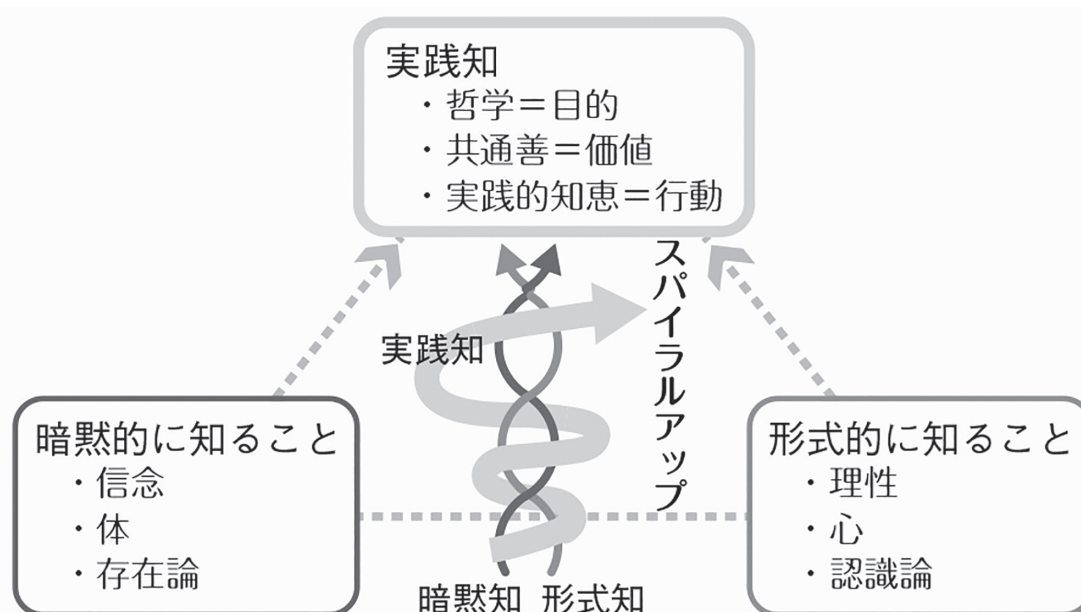 実践知
・哲学＝目的
・共通善＝価値
・実践的知恵＝行動
スパイラルアップ
実践知
暗黙的に知ること
・信念
・体
・存在論
形式的に知ること
・理性
・心
・認識論
暗黙知 形式知